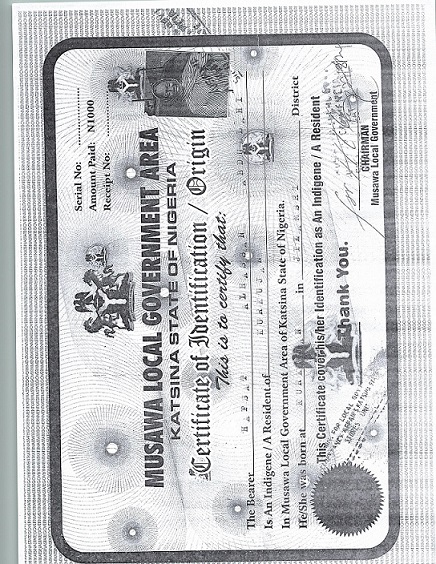 Serial No:
Amount Paid: N1000
Receipt No:
MUSAWA LOCAL GOVERNMENT AREA
KATSINA STATE OF NIGERIA
Certificate of Identification / Origin
This is to certify that:
The Bearer
Is An Indigene / A Resident of
In Musawa Local Government Area of Katsina State of Nigeria.
He/She was born at in District
This Certificate cover his/her Identification as An Indigene / A Resident
Thank You.
CHAIRMAN
Musawa Local Government